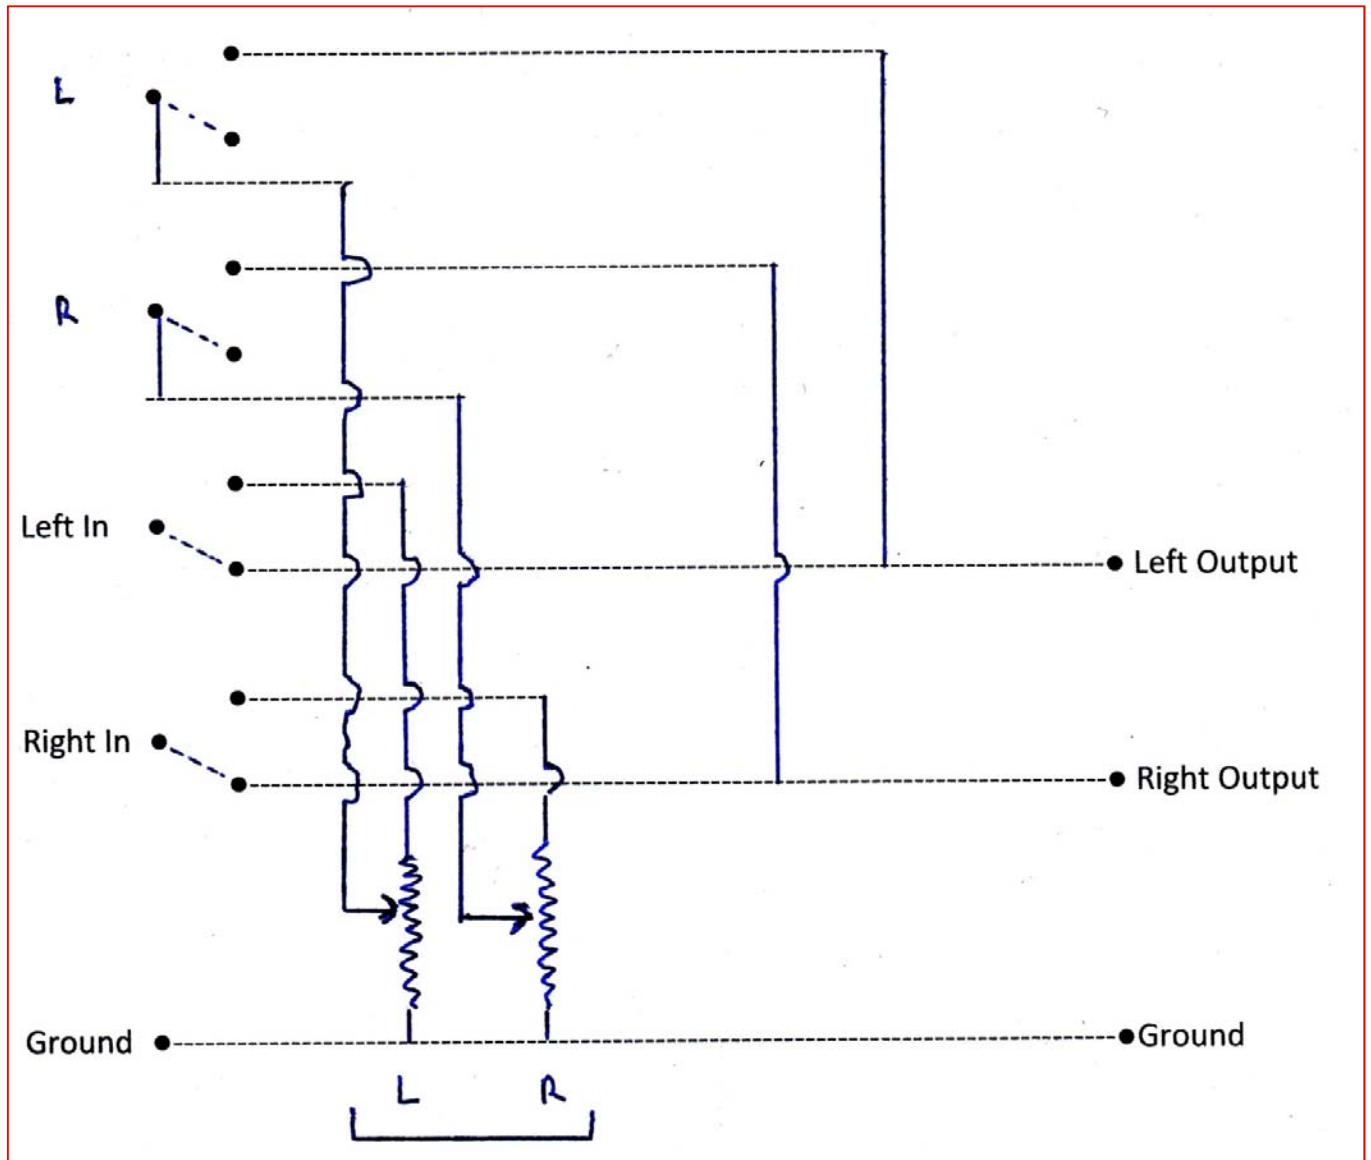 L
R
Left In
Left Output
Right In
Right Output
Ground
Ground
L R